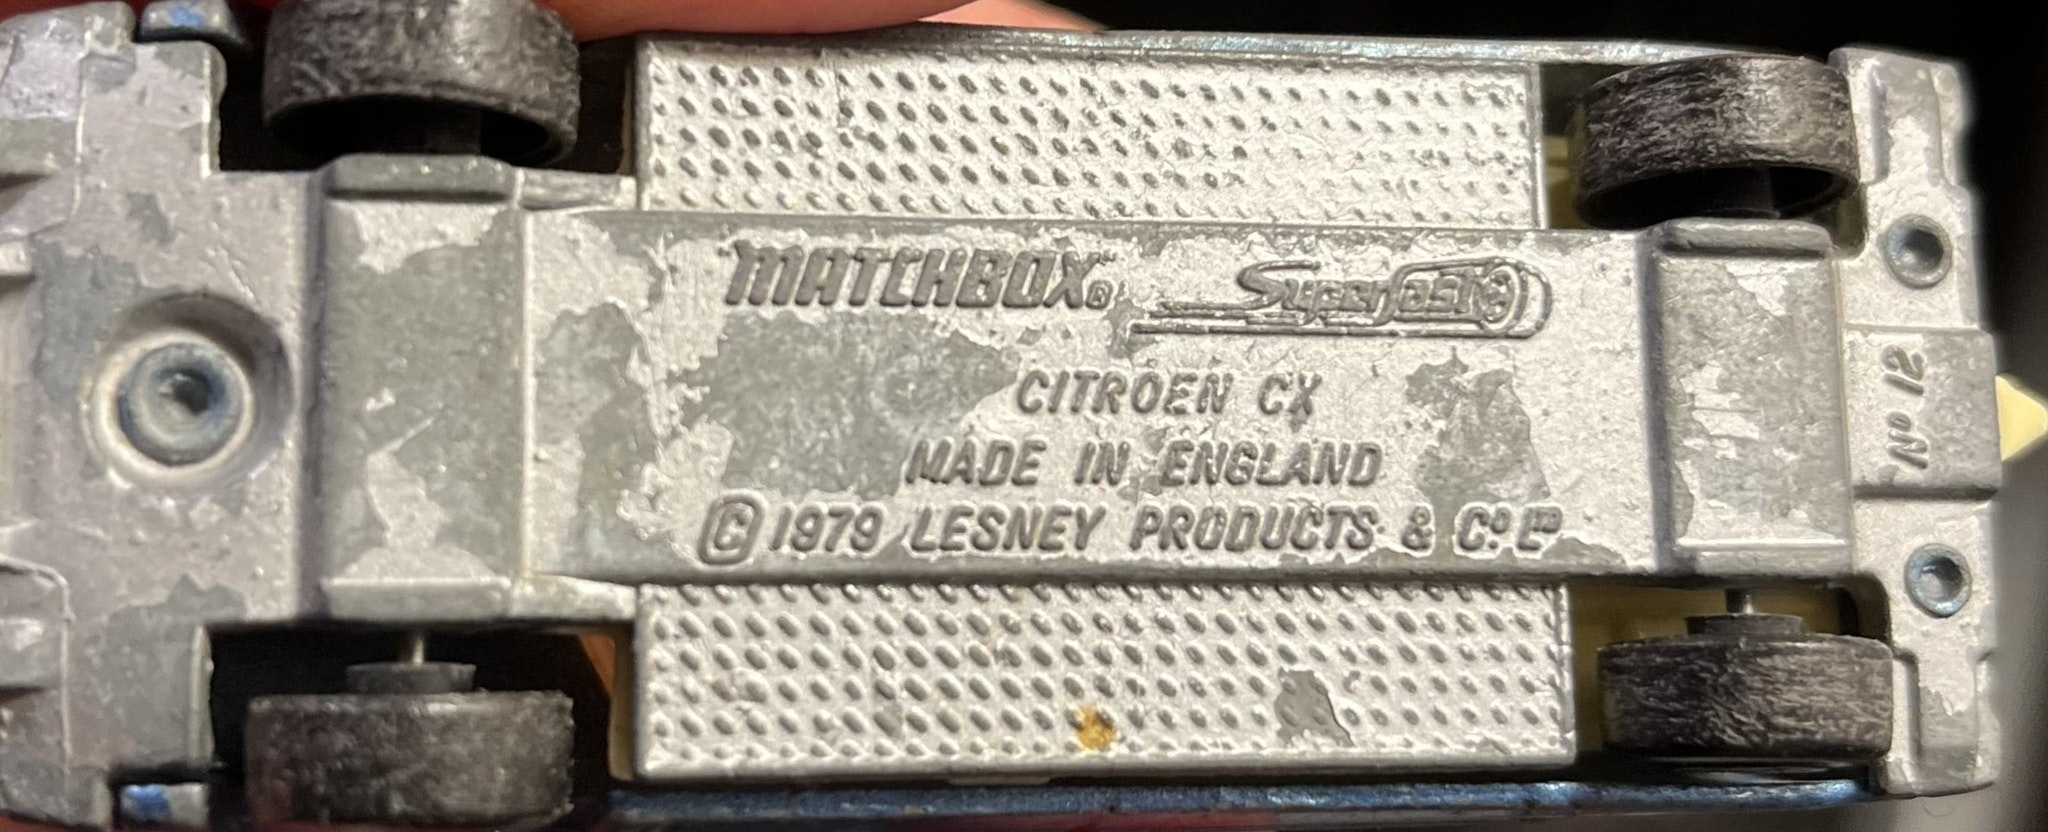 "MATCHBOX"® Superfast
CITROEN CX
MADE IN ENGLAND
© 1979 LESNEY PRODUCTS & Cº. Lᵀᴰ
Nº 12